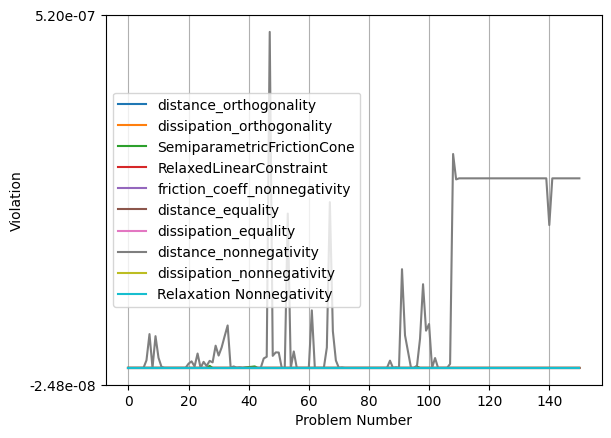 5.20e-07
Violation
distance_orthogonality
dissipation_orthogonality
SemiparametricFrictionCone
RelaxedLinearConstraint
friction_coeff_nonnegativity
distance_equality
dissipation_equality
distance_nonnegativity
dissipation_nonnegativity
Relaxation Nonnegativity
-2.48e-08
0 20 40 60 80 100 120 140
Problem Number